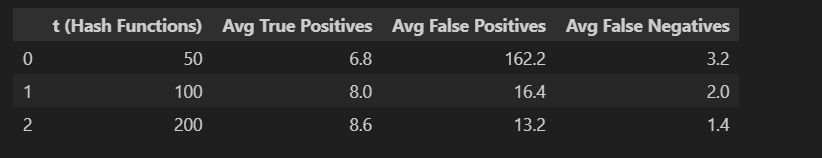 t (Hash Functions) Avg True Positives Avg False Positives Avg False Negatives
0 50 6.8 162.2 3.2
1 100 8.0 16.4 2.0
2 200 8.6 13.2 1.4